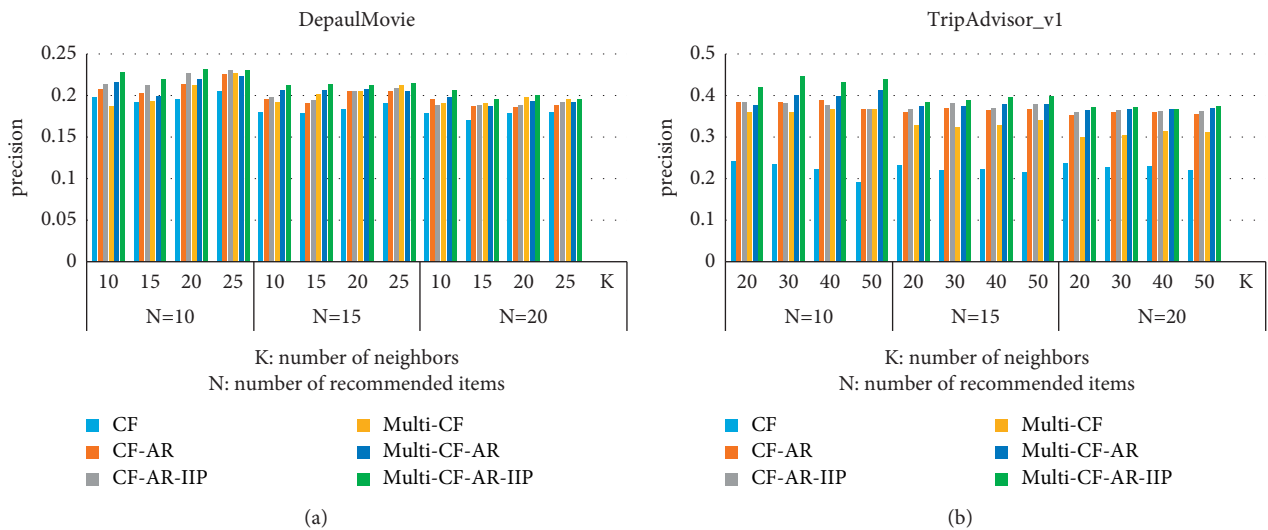 DepaulMovie
precision
0.25
0.2
0.15
0.1
0.05
0
10 15 20 25 10 15 20 25 10 15 20 25 K
N=10 N=15 N=20
K: number of neighbors
N: number of recommended items
CF Multi-CF
CF-AR Multi-CF-AR
CF-AR-IIP Multi-CF-AR-IIP
(a)
TripAdvisor_v1
precision
0.5
0.4
0.3
0.2
0.1
0
20 30 40 50 20 30 40 50 20 30 40 50 K
N=10 N=15 N=20
K: number of neighbors
N: number of recommended items
CF Multi-CF
CF-AR Multi-CF-AR
CF-AR-IIP Multi-CF-AR-IIP
(b)